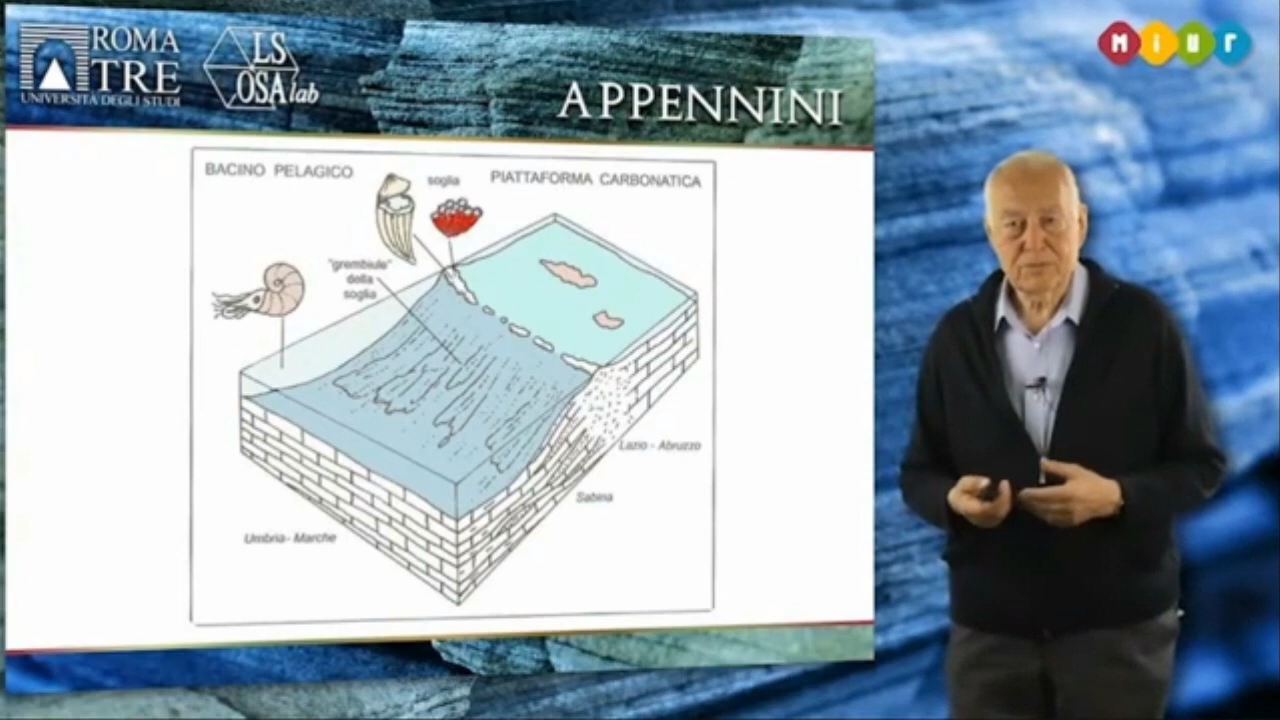 ROMA
TRE
UNIVERSITÀ DEGLI STUDI
LS
OSA lab
APPENNINI
Miur
BACINO PELAGICO
soglia
PIATTAFORMA CARBONATICA
"grembiule"
della
soglia
Lazio - Abruzzo
Sabina
Umbria - Marche